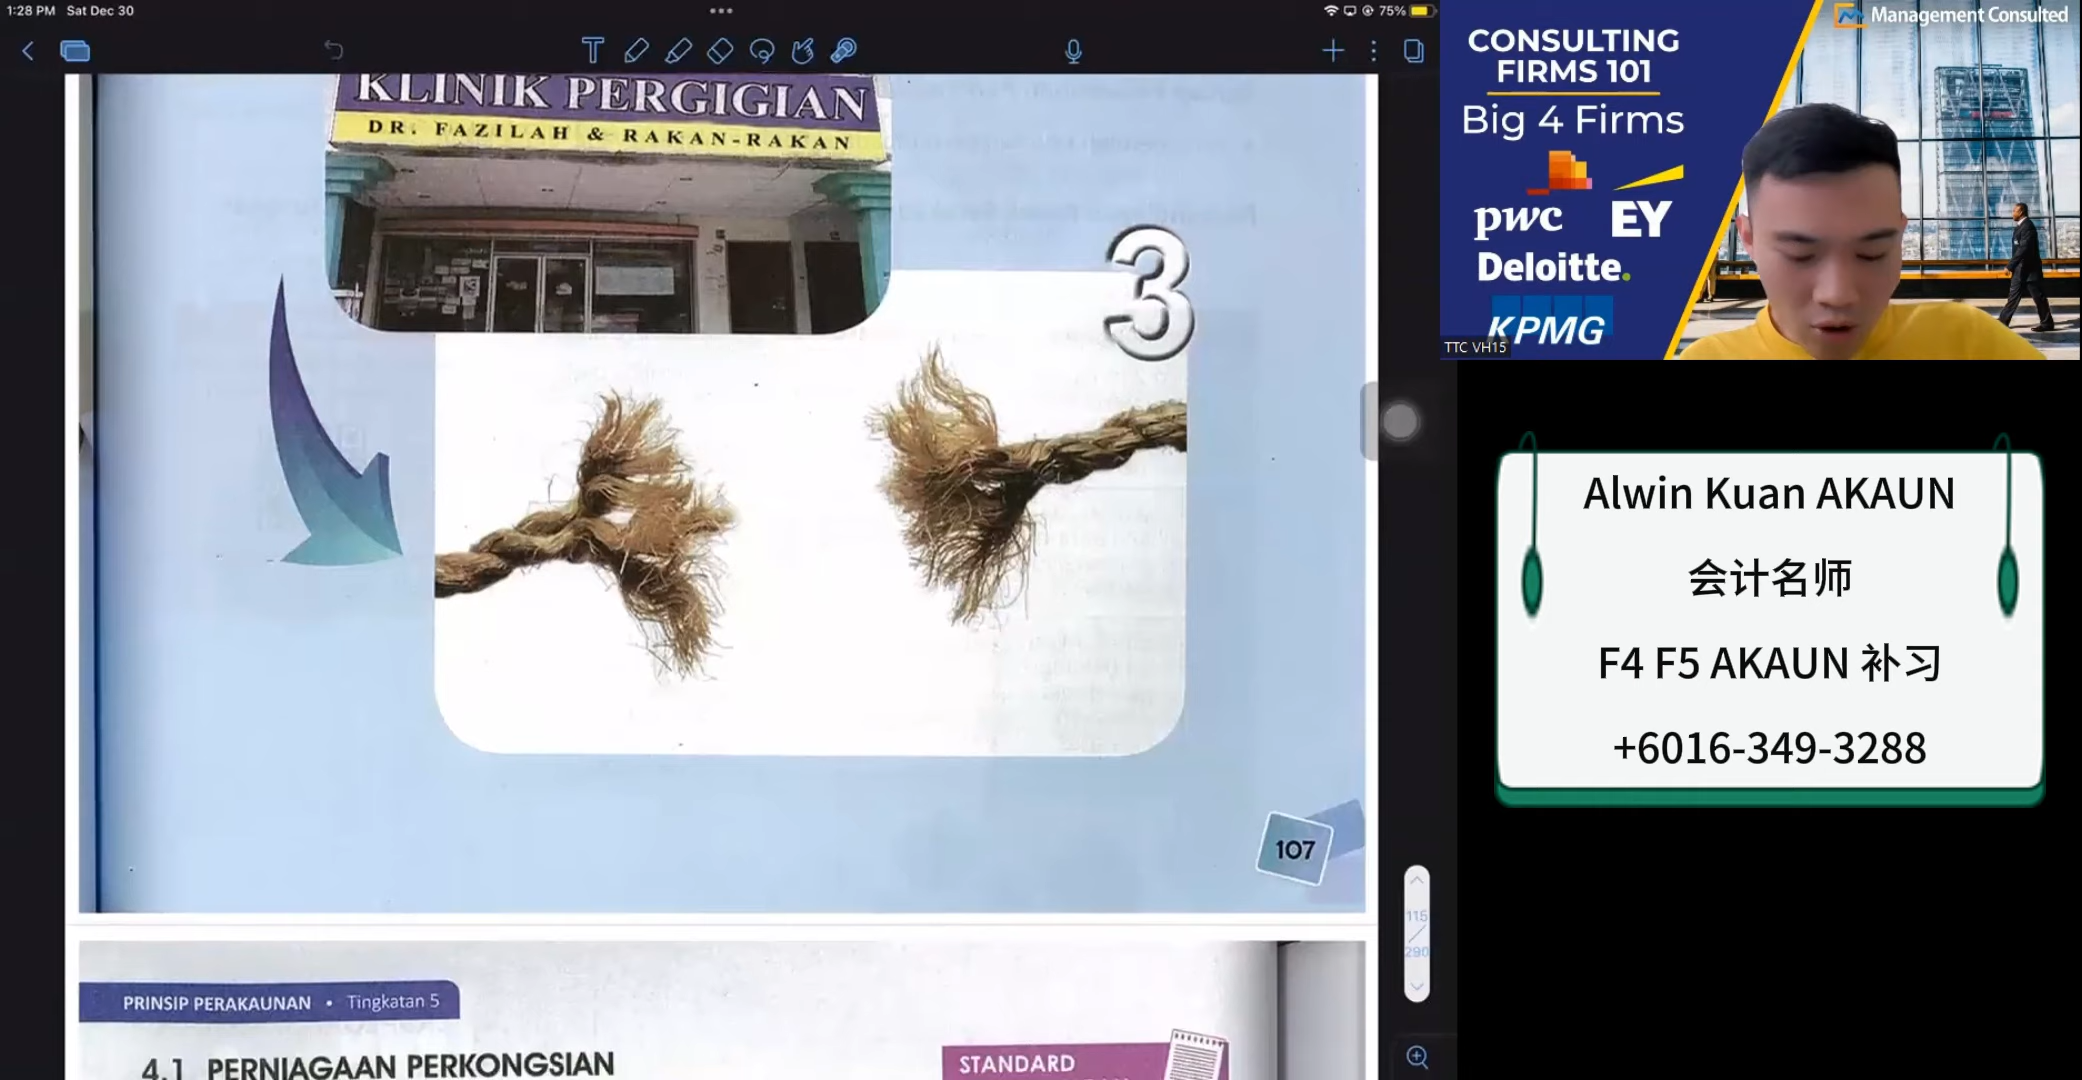 1:28 PM Sat Dec 30
75%
KLINIK PERGIGIAN
DR. FAZILAH & RAKAN-RAKAN
3
107
PRINSIP PERAKAUNAN • Tingkatan 5
4.1 PERNIAGAAN PERKONGSIAN
STANDARD
115
290
Management Consulted
CONSULTING
FIRMS 101
Big 4 Firms
pwc
EY
Deloitte.
KPMG
TTC VH15
Alwin Kuan AKAUN
会计名师
F4 F5 AKAUN 补习
+6016-349-3288